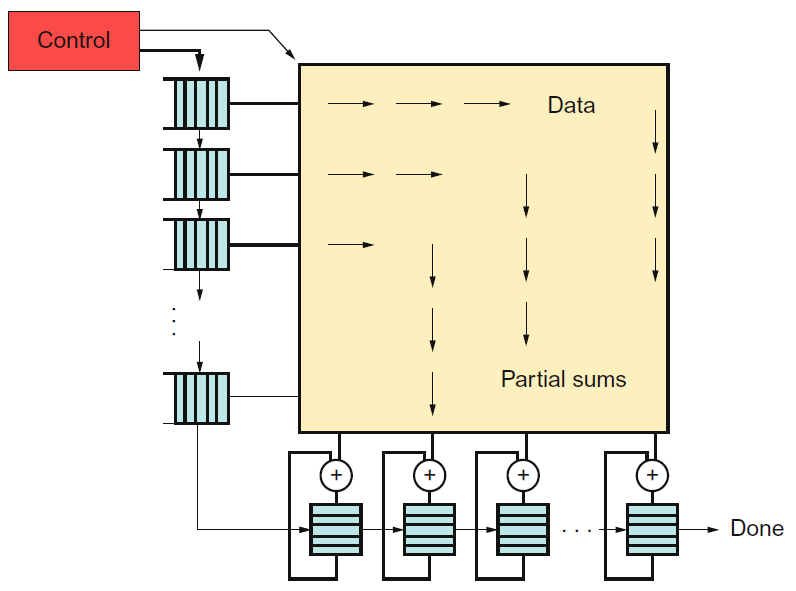 Control
Data
Partial sums
+ + + +
. . .
Done